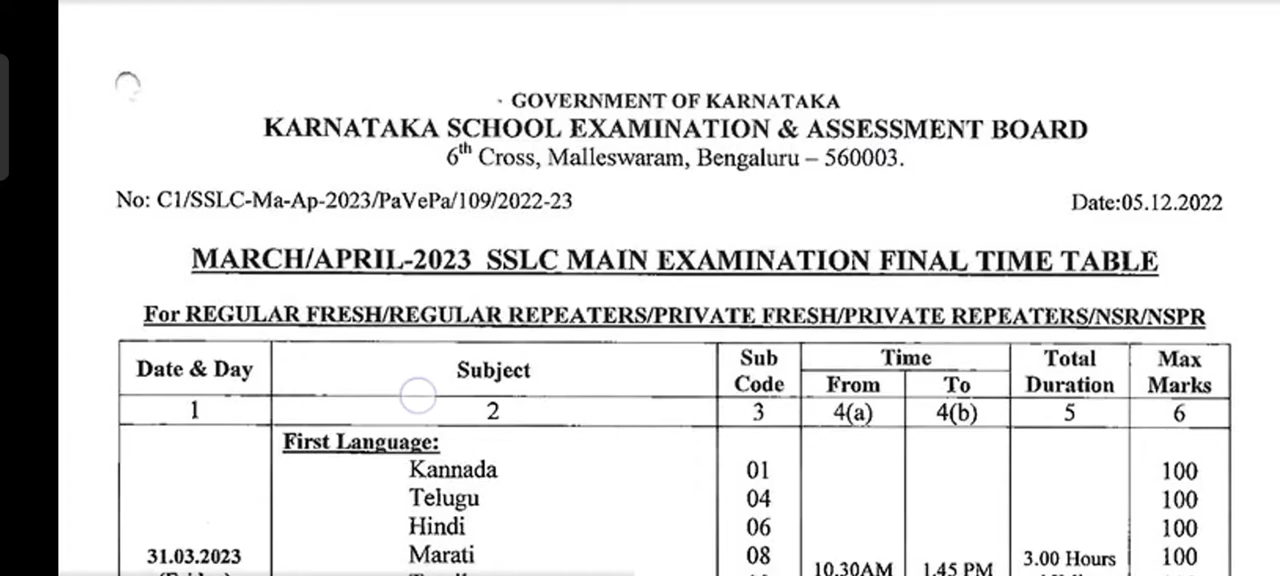 GOVERNMENT OF KARNATAKA
KARNATAKA SCHOOL EXAMINATION & ASSESSMENT BOARD
6th Cross, Malleswaram, Bengaluru – 560003.
No: C1/SSLC-Ma-Ap-2023/PaVePa/109/2022-23 Date:05.12.2022
MARCH/APRIL-2023 SSLC MAIN EXAMINATION FINAL TIME TABLE
For REGULAR FRESH/REGULAR REPEATERS/PRIVATE FRESH/PRIVATE REPEATERS/NSR/NSPR
Date & Day Subject Sub Code Time From To Total Duration Max Marks
1 2 3 4(a) 4(b) 5 6
First Language:
Kannada 01 100
Telugu 04 100
Hindi 06 100
31.03.2023 Marati 08 10.30AM 1.45 PM 3.00 Hours 100